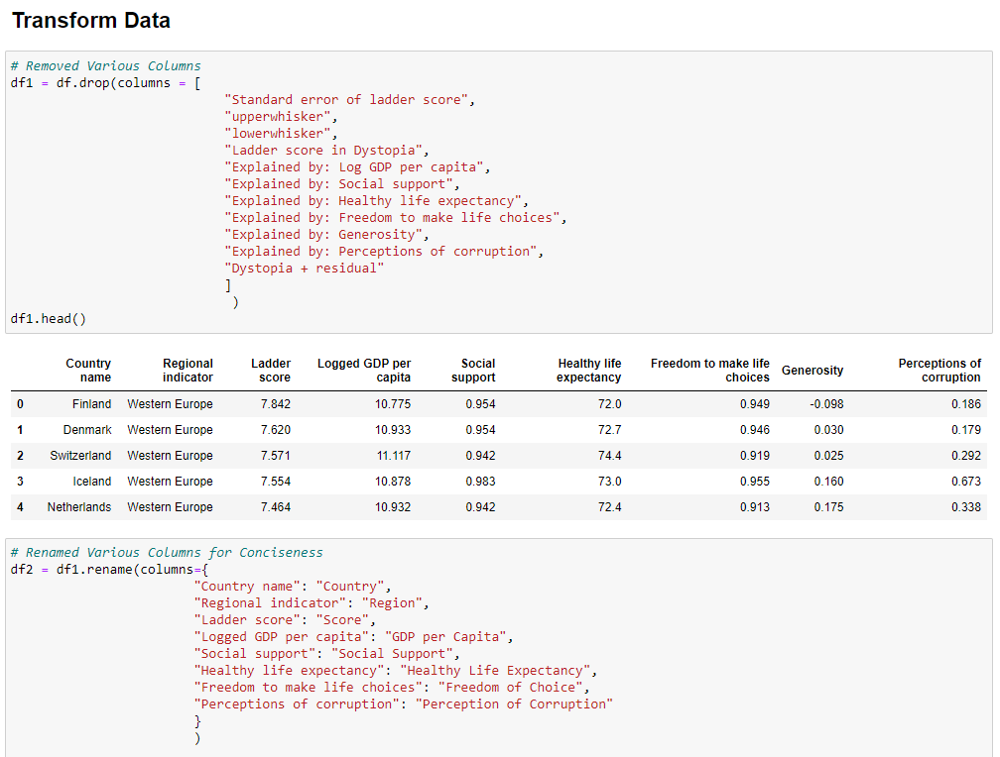 Transform Data
# Removed Various Columns
df1 = df.drop(columns = [
"Standard error of ladder score",
"upperwhisker",
"lowerwhisker",
"Ladder score in Dystopia",
"Explained by: Log GDP per capita",
"Explained by: Social support",
"Explained by: Healthy life expectancy",
"Explained by: Freedom to make life choices",
"Explained by: Generosity",
"Explained by: Perceptions of corruption",
"Dystopia + residual"
]
)
df1.head()
Country name Regional indicator Ladder score Logged GDP per capita Social support Healthy life expectancy Freedom to make life choices Generosity Perceptions of corruption
0 Finland Western Europe 7.842 10.775 0.954 72.0 0.949 -0.098 0.186
1 Denmark Western Europe 7.620 10.933 0.954 72.7 0.946 0.030 0.179
2 Switzerland Western Europe 7.571 11.117 0.942 74.4 0.919 0.025 0.292
3 Iceland Western Europe 7.554 10.878 0.983 73.0 0.955 0.160 0.673
4 Netherlands Western Europe 7.464 10.932 0.942 72.4 0.913 0.175 0.338
# Renamed Various Columns for Conciseness
df2 = df1.rename(columns={
"Country name": "Country",
"Regional indicator": "Region",
"Ladder score": "Score",
"Logged GDP per capita": "GDP per Capita",
"Social support": "Social Support",
"Healthy life expectancy": "Healthy Life Expectancy",
"Freedom to make life choices": "Freedom of Choice",
"Perceptions of corruption": "Perception of Corruption"
}
)